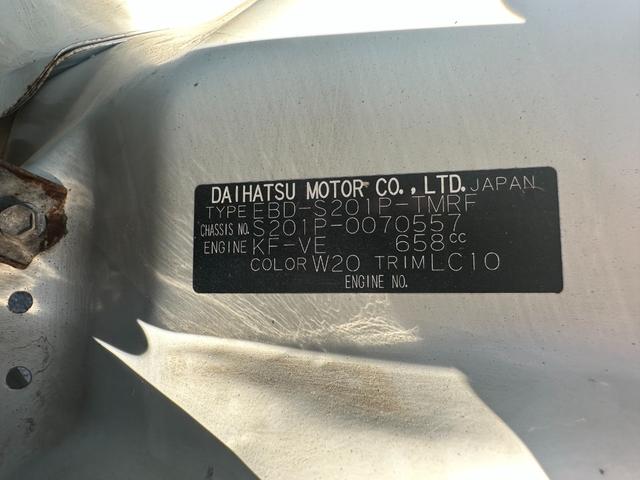 DAIHATSU MOTOR CO., LTD. JAPAN
TYPE EBD-S201P-TMRF
CHASSIS NO. S201P-0070557
ENGINE KF-VE 658cc
COLOR W20 TRIM LC10
ENGINE NO.